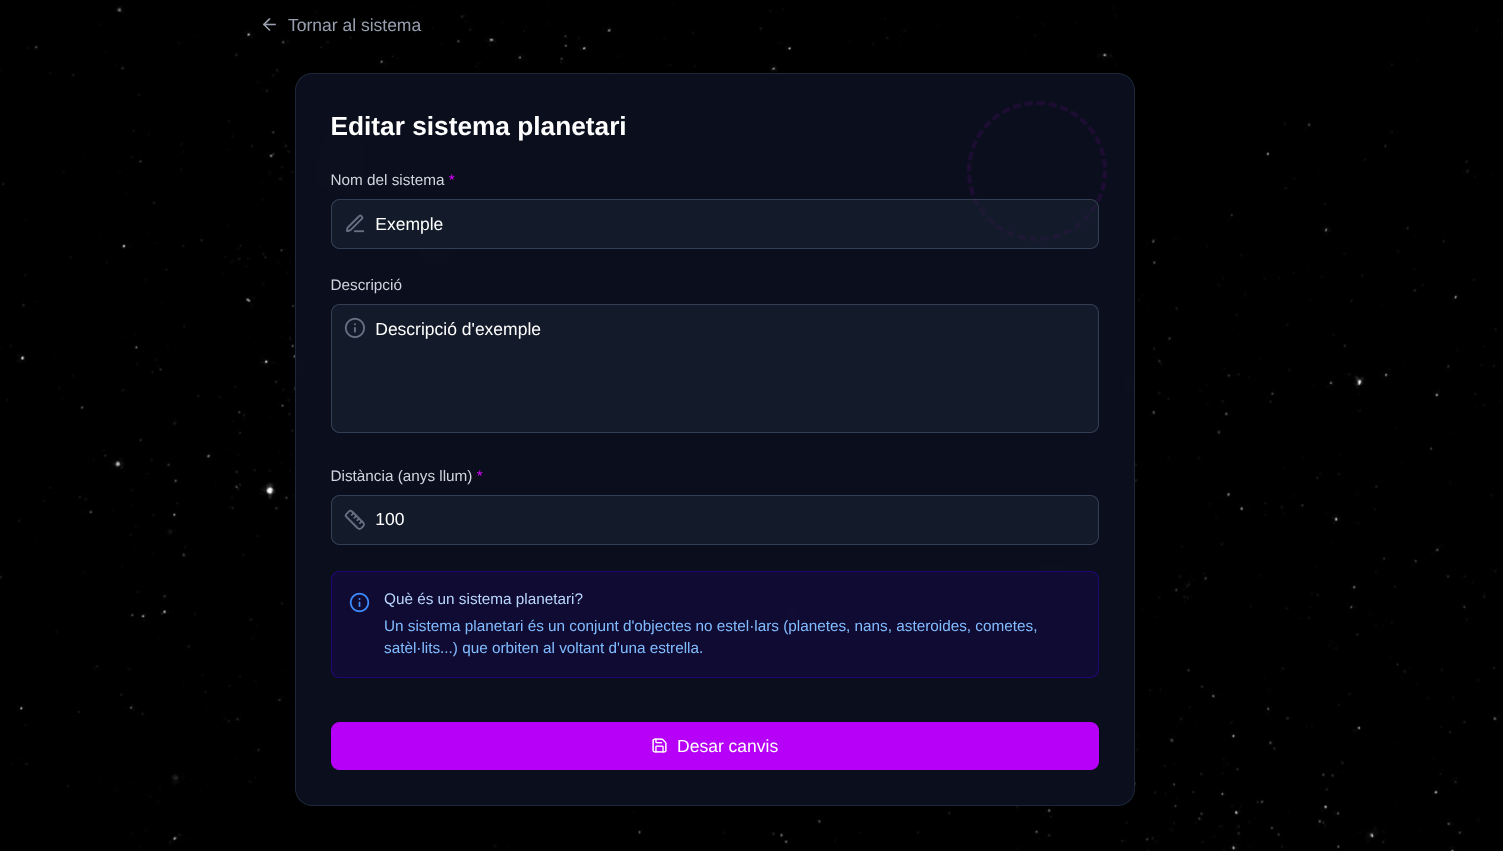 Tornar al sistema
Editar sistema planetari
Nom del sistema *
Exemple
Descripció
Descripció d'exemple
Distància (anys llum) *
100
Què és un sistema planetari?
Un sistema planetari és un conjunt d'objectes no estel·lars (planetes, nans, asteroides, cometes,
satèl·lits...) que orbiten al voltant d'una estrella.
Desar canvis